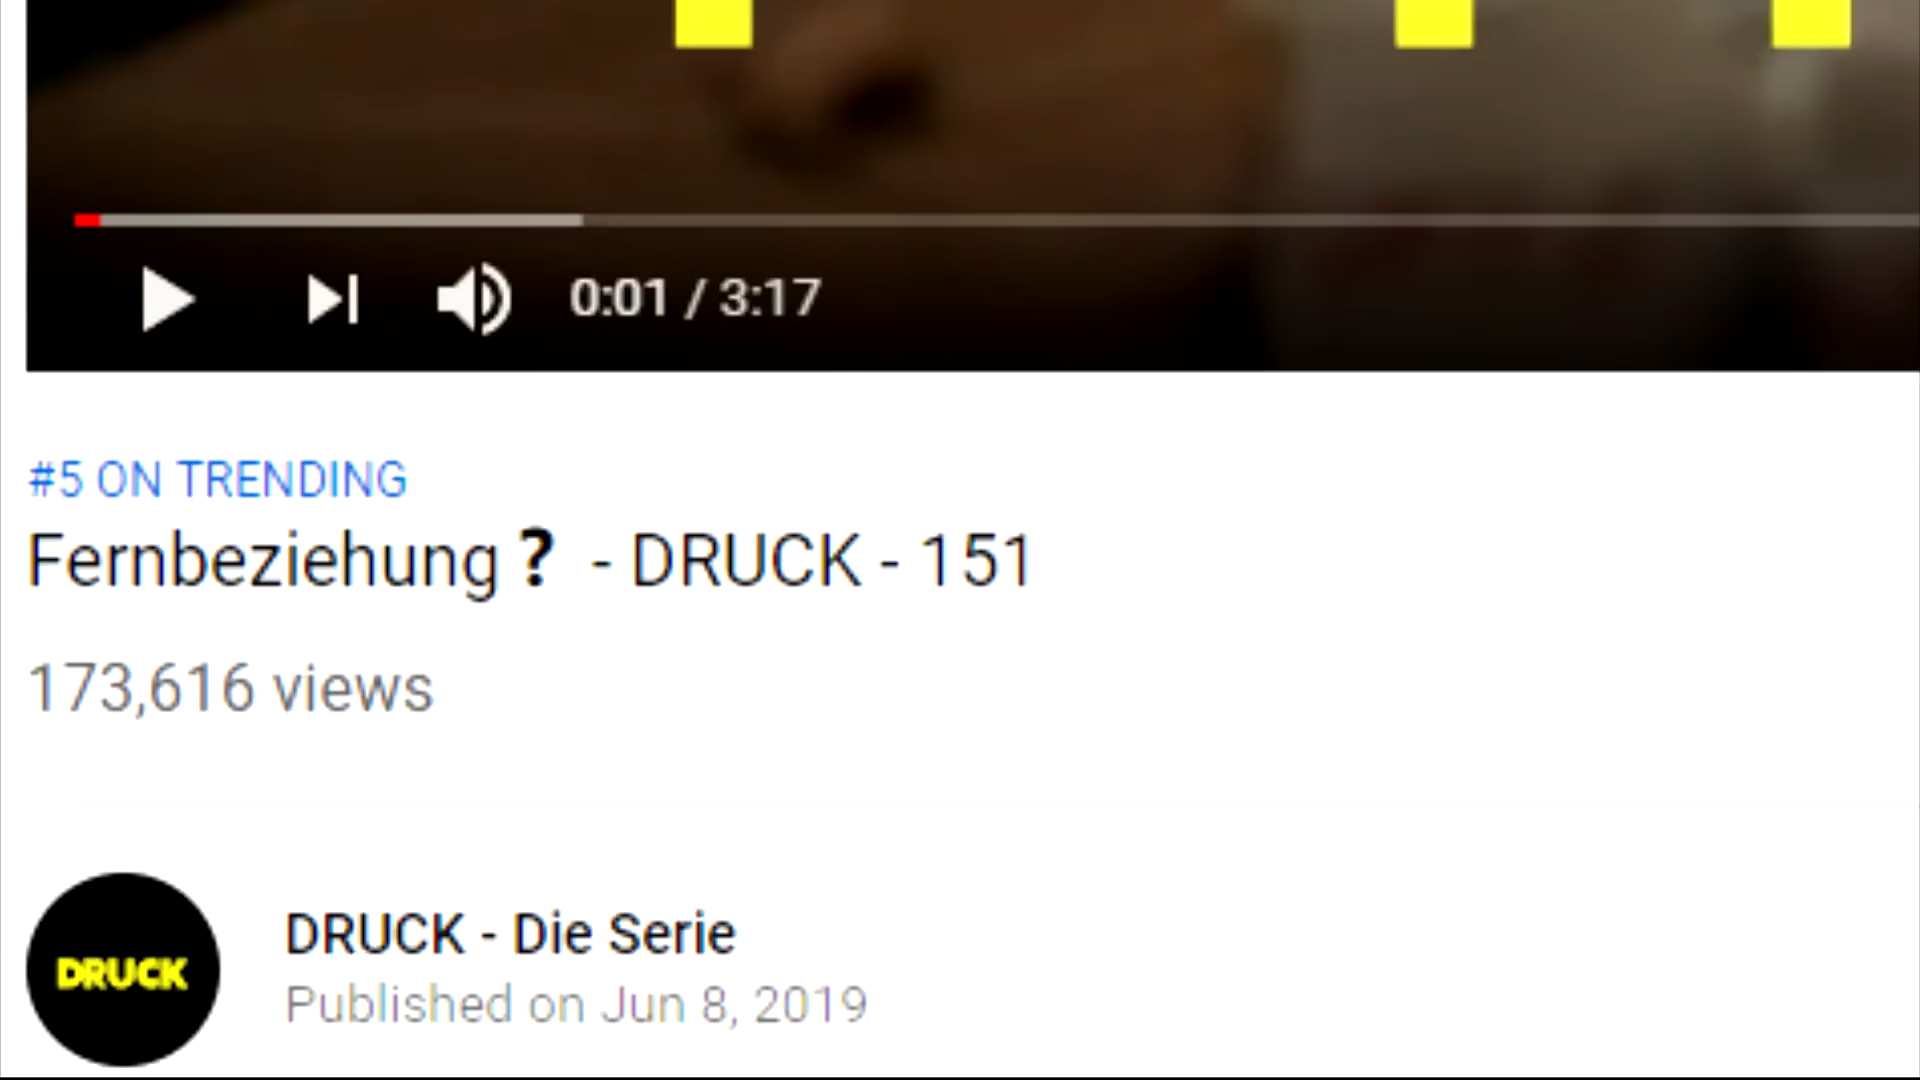 0:01 / 3:17
#5 ON TRENDING
Fernbeziehung ? - DRUCK - 151
173,616 views
DRUCK
DRUCK - Die Serie
Published on Jun 8, 2019